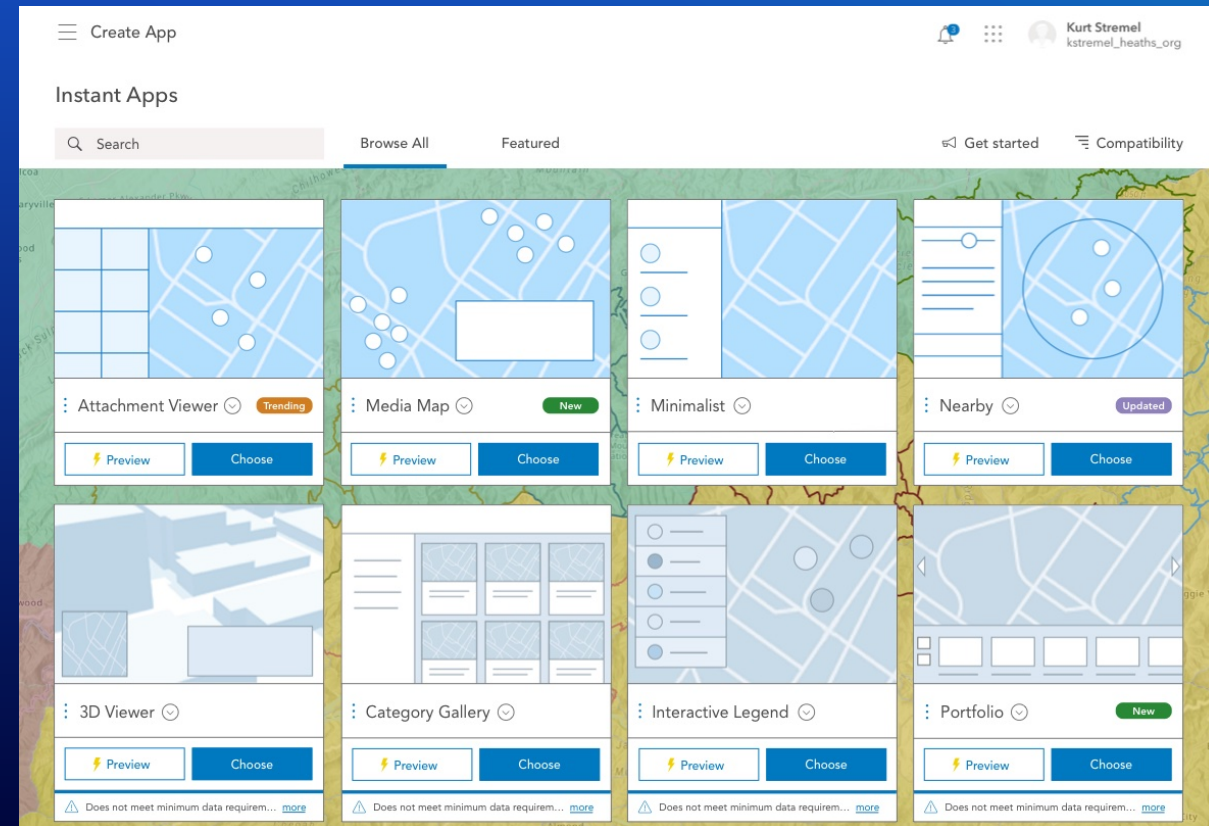 Create App
3
Kurt Stremel
kstremel_heaths_org
Instant Apps
Search
Browse All
Featured
Get started
Compatibility
Attachment Viewer
Trending
Media Map
New
Minimalist
Nearby
Updated
Preview
Choose
Preview
Choose
Preview
Choose
Preview
Choose
3D Viewer
Category Gallery
Interactive Legend
Portfolio
New
Preview
Choose
Preview
Choose
Preview
Choose
Preview
Choose
Does not meet minimum data requirem... more
Does not meet minimum data requirem... more
Does not meet minimum data requirem... more
Does not meet minimum data requirem... more